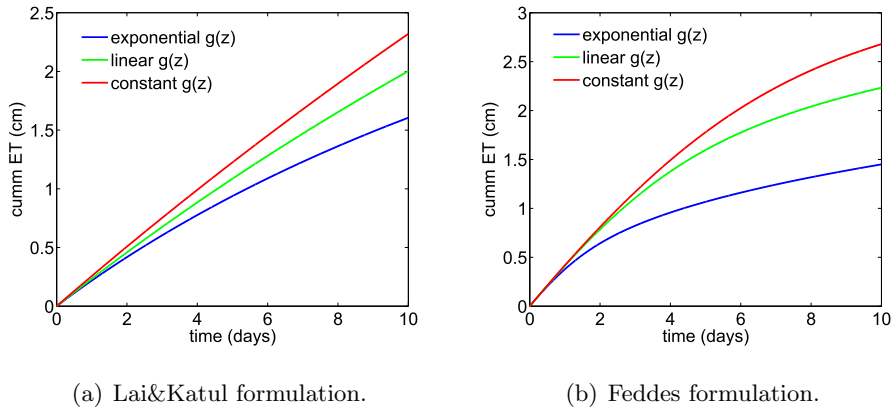 2.5
2
1.5
1
0.5
0
cumm ET (cm)
exponential g(z)
linear g(z)
constant g(z)
0 2 4 6 8 10
time (days)
(a) Lai&Katul formulation.
3
2.5
2
1.5
1
0.5
0
cumm ET (cm)
exponential g(z)
linear g(z)
constant g(z)
0 2 4 6 8 10
time (days)
(b) Feddes formulation.